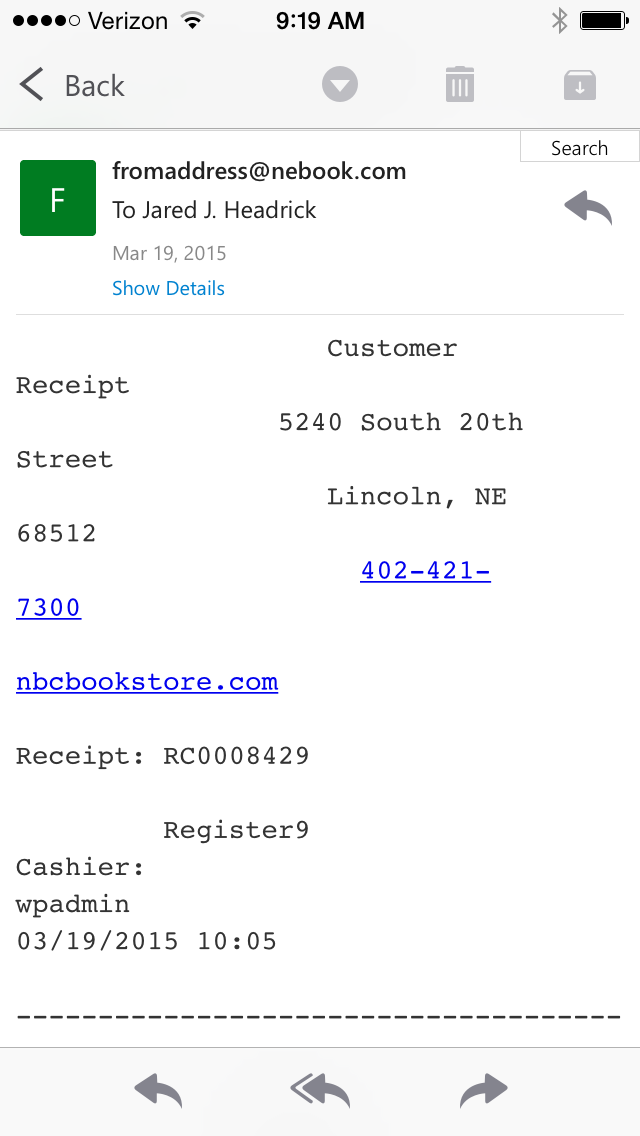 Verizon 9:19 AM
Back
Search
F
fromaddress@nebook.com
To Jared J. Headrick
Mar 19, 2015
Show Details
Customer
Receipt
5240 South 20th
Street
Lincoln, NE
68512
402-421-
7300
nbcbookstore.com
Receipt: RC0008429
Register9
Cashier:
wpadmin
03/19/2015 10:05
-------------------------------------